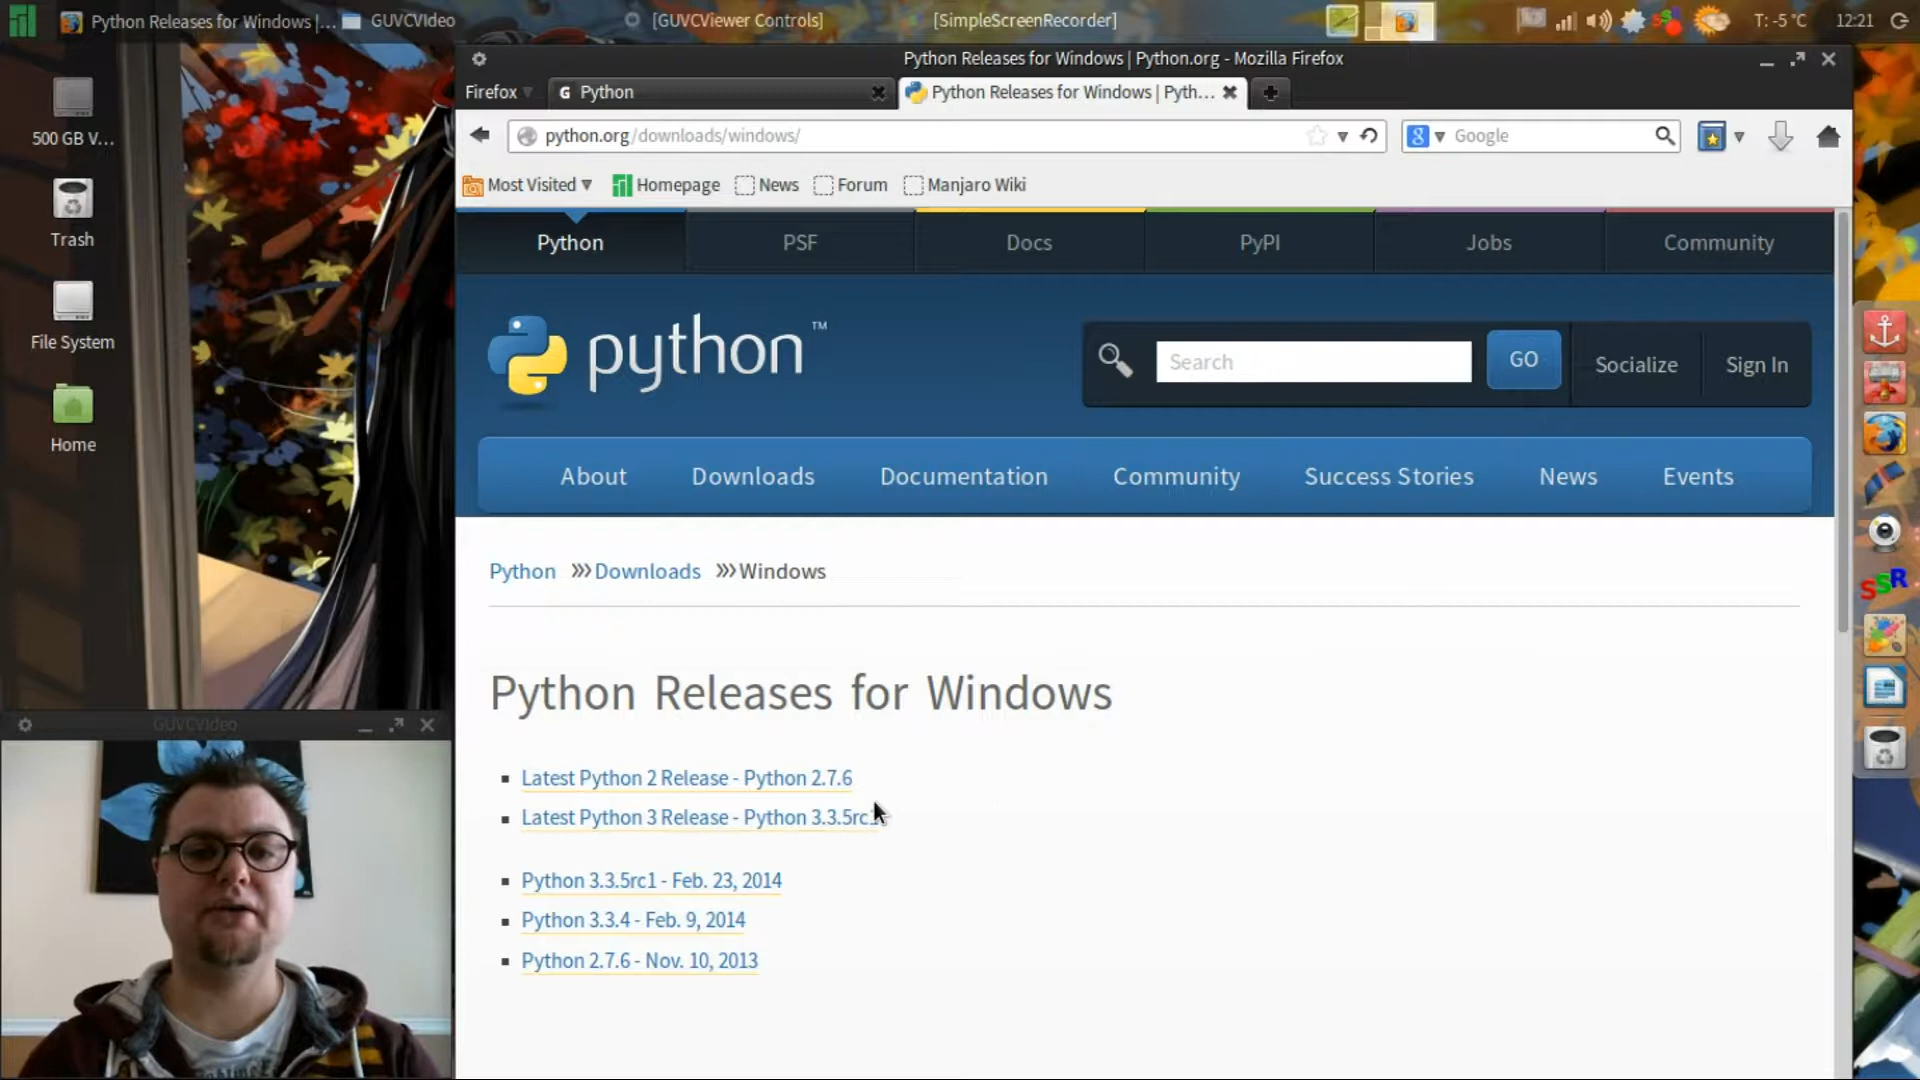 Python Releases for Windows |... GUVCVIdeo [GUVCViewer Controls] [SimpleScreenRecorder] T: -5 °C 12:21
Python Releases for Windows | Python.org - Mozilla Firefox
Firefox G Python Python Releases for Windows | Pyth...
python.org/downloads/windows/ 8 Google
Most Visited Homepage News Forum Manjaro Wiki
500 GB V...
Trash
File System
Home
Python PSF Docs PyPI Jobs Community
python™ Search GO Socialize Sign In
About Downloads Documentation Community Success Stories News Events
Python >>> Downloads >>> Windows
Python Releases for Windows
Latest Python 2 Release - Python 2.7.6
Latest Python 3 Release - Python 3.3.5rc
Python 3.3.5rc1 - Feb. 23, 2014
Python 3.3.4 - Feb. 9, 2014
Python 2.7.6 - Nov. 10, 2013
GUVCVIdeo
SSR